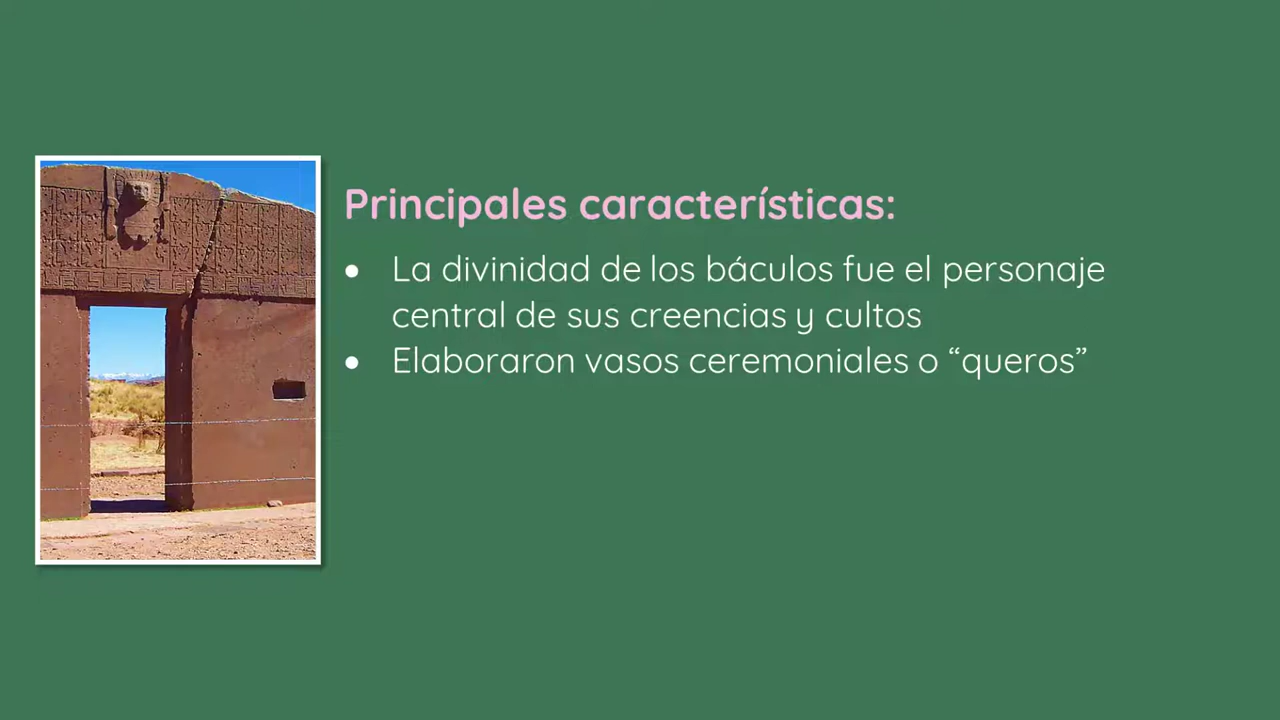 Principales características:
● La divinidad de los báculos fue el personaje
central de sus creencias y cultos
● Elaboraron vasos ceremoniales o “queros”